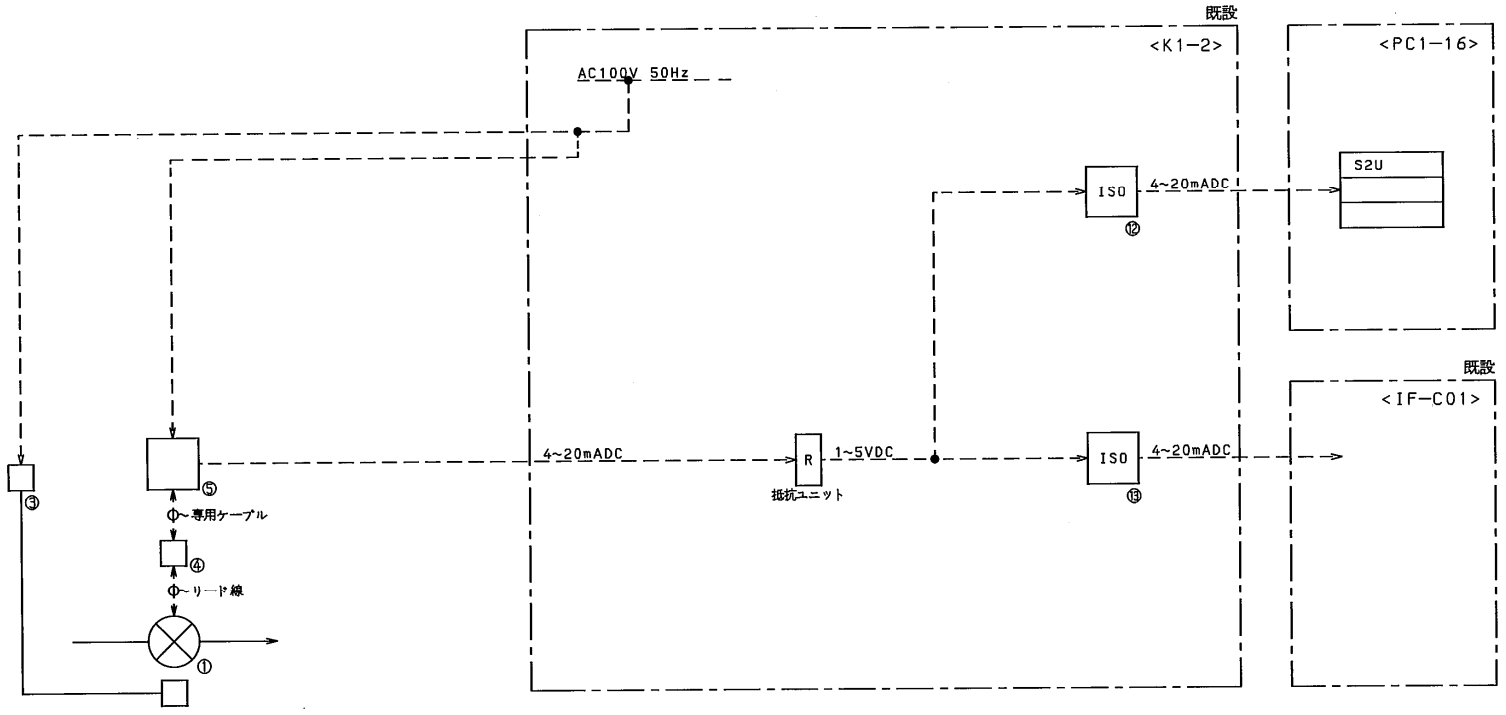 既設
<K1-2>
<PC1-16>
AC100V 50Hz
S2U
ISO
4~20mADC
⑫
既設
<IF-C01>
4~20mADC
R
1~5VDC
ISO
4~20mADC
抵抗ユニット
⑬
③
⑤
Φ~専用ケーブル
④
Φ~リード線
①